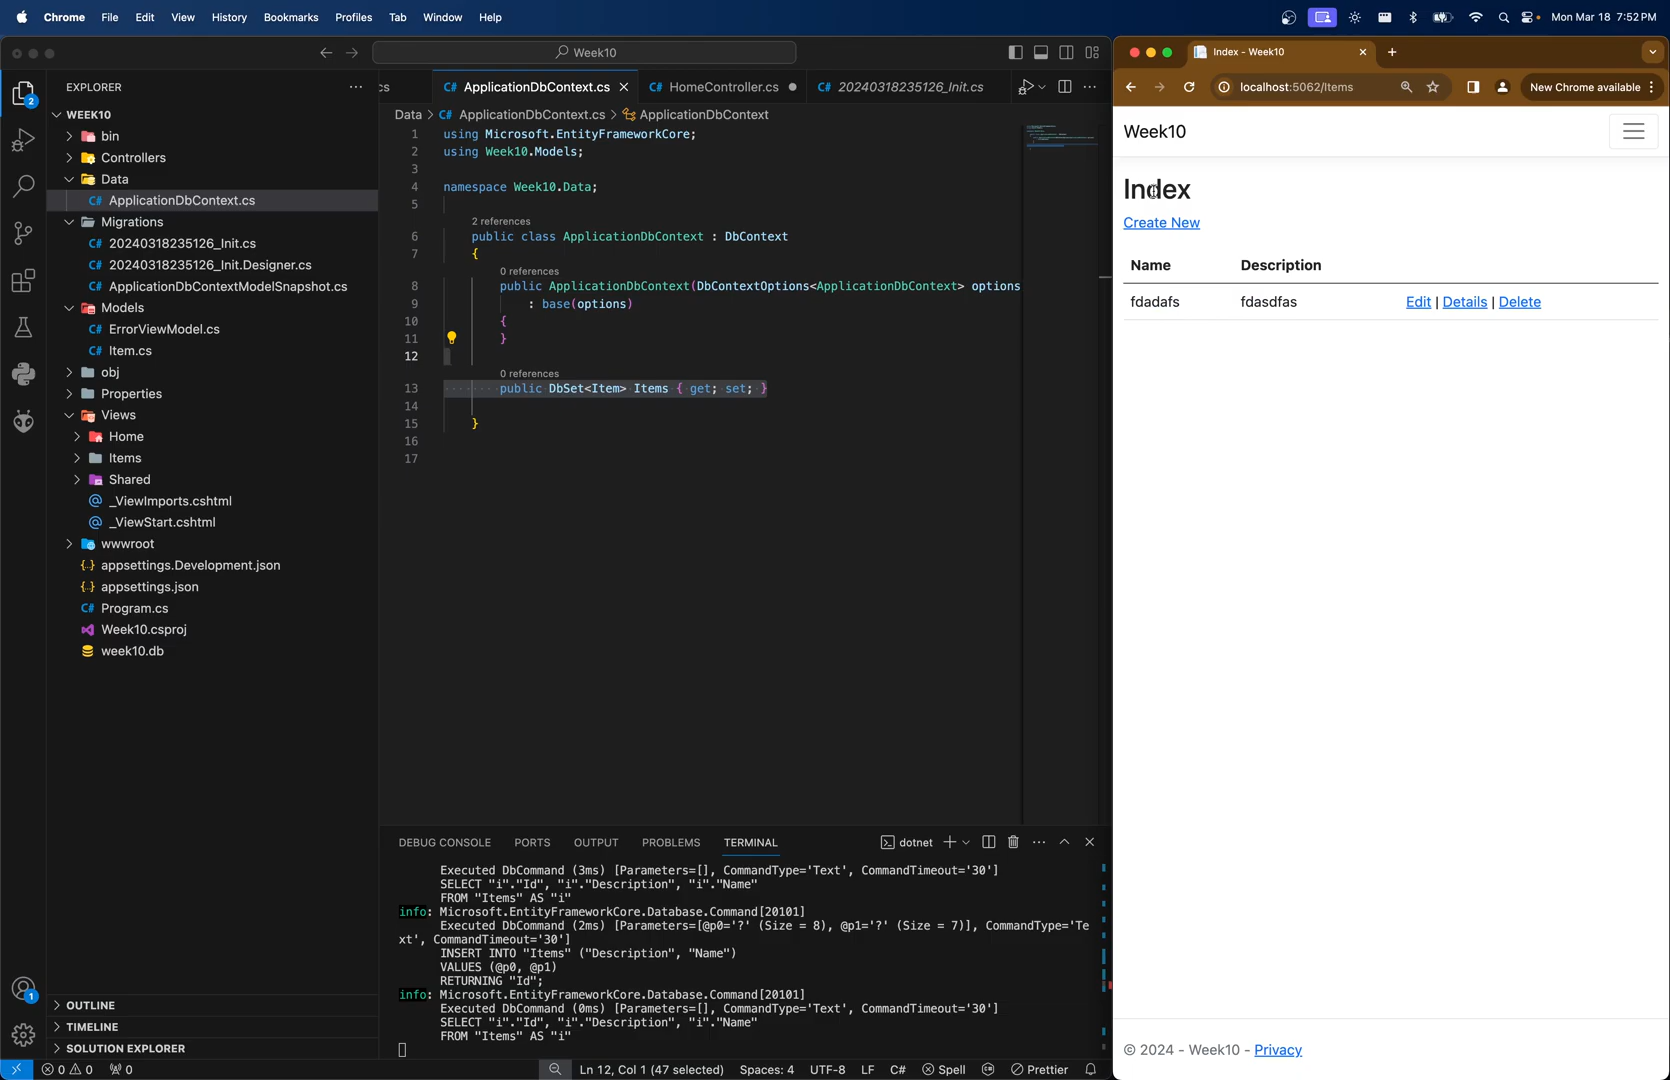 Chrome File Edit View History Bookmarks Profiles Tab Window Help Mon Mar 18 7:52 PM
Week10
EXPLORER
WEEK10
bin
Controllers
Data
ApplicationDbContext.cs
Migrations
20240318235126_Init.cs
20240318235126_Init.Designer.cs
ApplicationDbContextModelSnapshot.cs
Models
ErrorViewModel.cs
Item.cs
obj
Properties
Views
Home
Items
Shared
_ViewImports.cshtml
_ViewStart.cshtml
wwwroot
appsettings.Development.json
appsettings.json
Program.cs
Week10.csproj
week10.db
OUTLINE
TIMELINE
SOLUTION EXPLORER
cs ApplicationDbContext.cs HomeController.cs 20240318235126_Init.cs
Data > ApplicationDbContext.cs > ApplicationDbContext
1 using Microsoft.EntityFrameworkCore;
2 using Week10.Models;
3
4 namespace Week10.Data;
5
2 references
6 public class ApplicationDbContext : DbContext
7 {
0 references
8 public ApplicationDbContext(DbContextOptions<ApplicationDbContext> options
9 : base(options)
10 {
11 }
12
0 references
13 public DbSet<Item> Items { get; set; }
14
15 }
16
17
DEBUG CONSOLE PORTS OUTPUT PROBLEMS TERMINAL dotnet
Executed DbCommand (3ms) [Parameters=[], CommandType='Text', CommandTimeout='30']
SELECT "i"."Id", "i"."Description", "i"."Name"
FROM "Items" AS "i"
info: Microsoft.EntityFrameworkCore.Database.Command[20101]
Executed DbCommand (2ms) [Parameters=[@p0='?' (Size = 8), @p1='?' (Size = 7)], CommandType='Te
xt', CommandTimeout='30']
INSERT INTO "Items" ("Description", "Name")
VALUES (@p0, @p1)
RETURNING "Id";
info: Microsoft.EntityFrameworkCore.Database.Command[20101]
Executed DbCommand (0ms) [Parameters=[], CommandType='Text', CommandTimeout='30']
SELECT "i"."Id", "i"."Description", "i"."Name"
FROM "Items" AS "i"
0 0 0 Ln 12, Col 1 (47 selected) Spaces: 4 UTF-8 LF C# Spell Prettier
Index - Week10
localhost:5062/Items New Chrome available
Week10
Index
Create New
Name Description
fdadafs fdasdfas Edit | Details | Delete
© 2024 - Week10 - Privacy